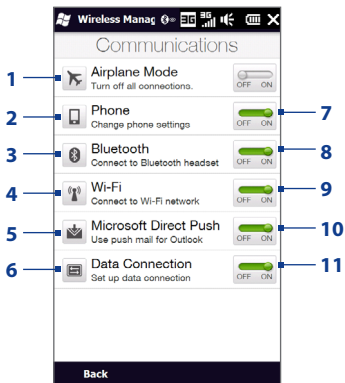 Wireless Manag 3G 3G
Communications
1 Airplane Mode
Turn off all connections. OFF ON
2 Phone 7
Change phone settings OFF ON
3 Bluetooth 8
Connect to Bluetooth headset OFF ON
4 Wi-Fi 9
Connect to Wi-Fi network OFF ON
5 Microsoft Direct Push 10
Use push mail for Outlook OFF ON
6 Data Connection 11
Set up data connection OFF ON
Back